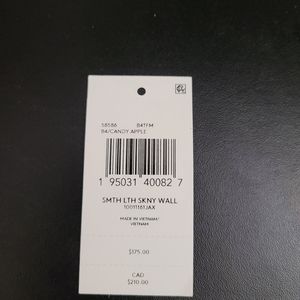 58586 B4TFM
B4/CANDY APPLE
1 95031 40082 7
SMTH LTH SKNY WALL
10011161JAX
MADE IN VIETNAM/
VIETNAM
$175.00
CAD
$210.00